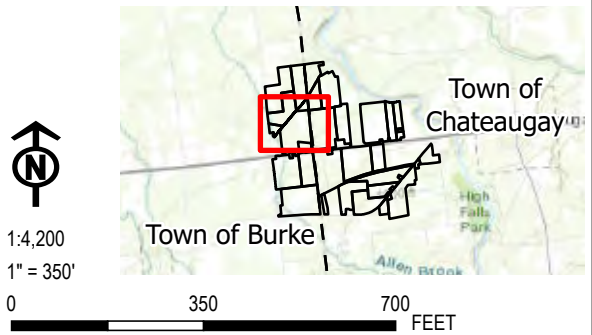 Town of
Chateaugay
High
Falls
Park
Town of Burke
Allen Brook
N
1:4,200
1" = 350'
0 350 700
FEET